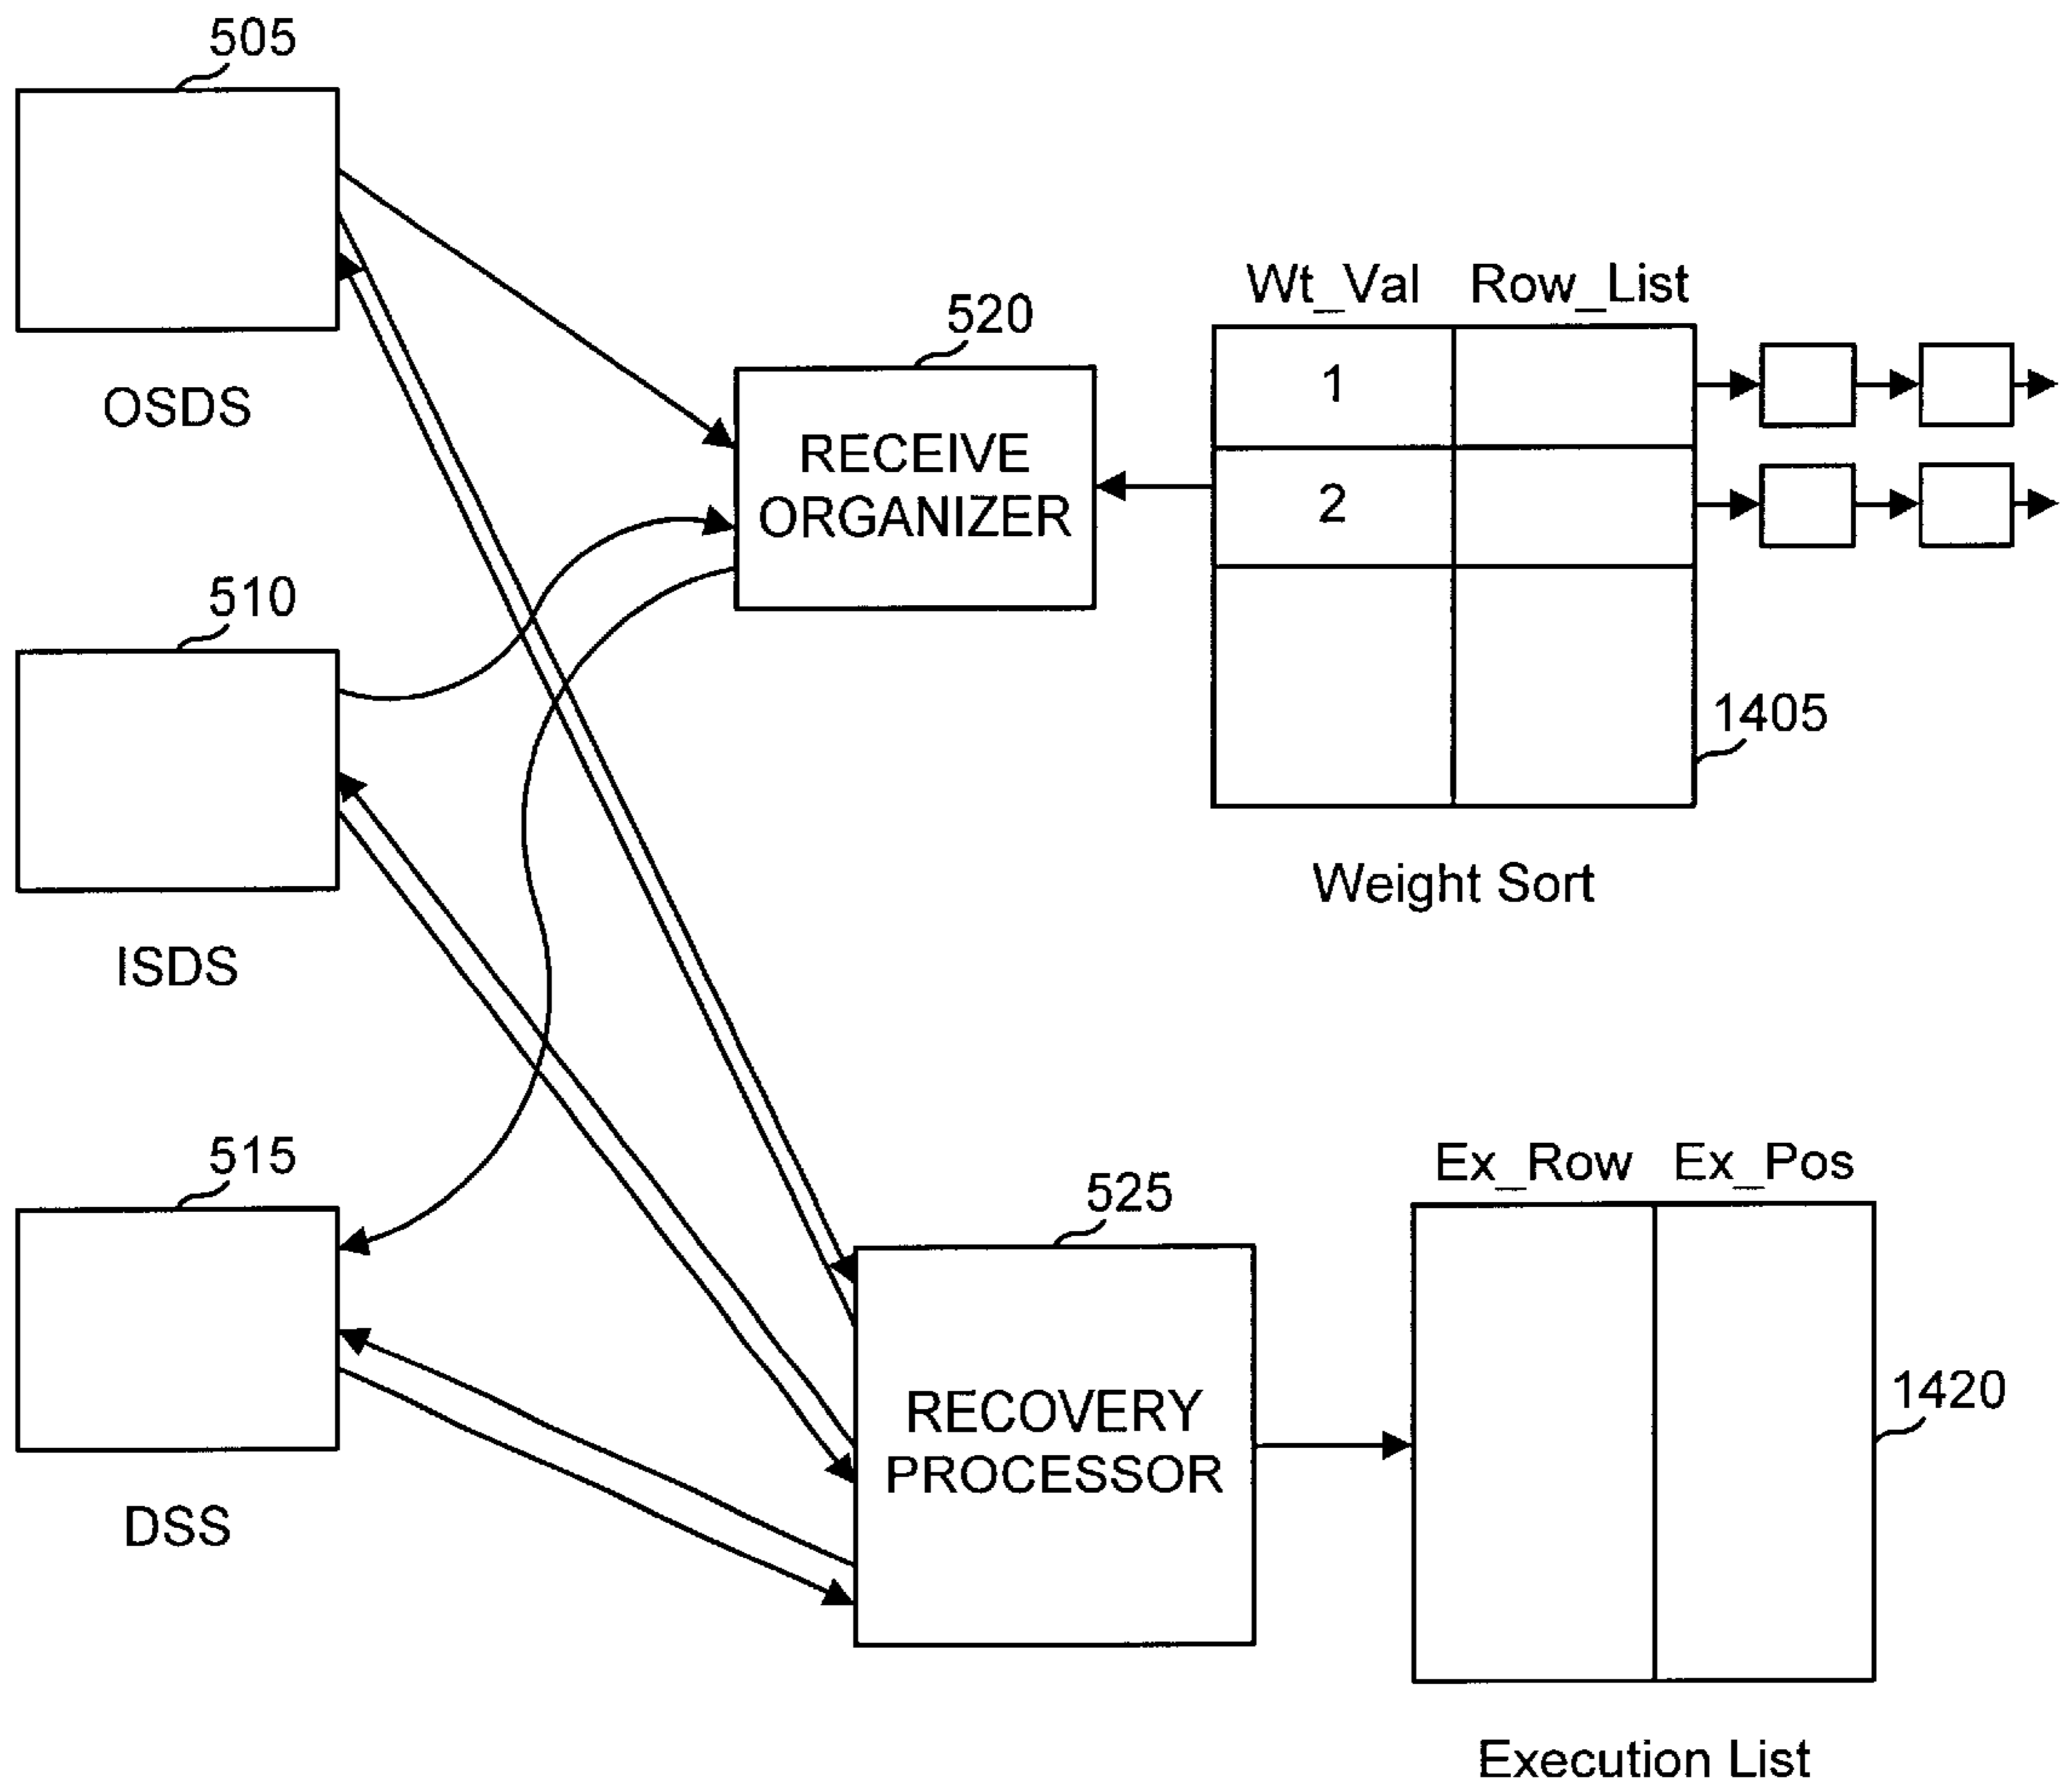 505
OSDS
520
RECEIVE
ORGANIZER
Wt_Val Row_List
1
2
1405
Weight Sort
510
ISDS
515
DSS
525
RECOVERY
PROCESSOR
Ex_Row Ex_Pos
1420
Execution List